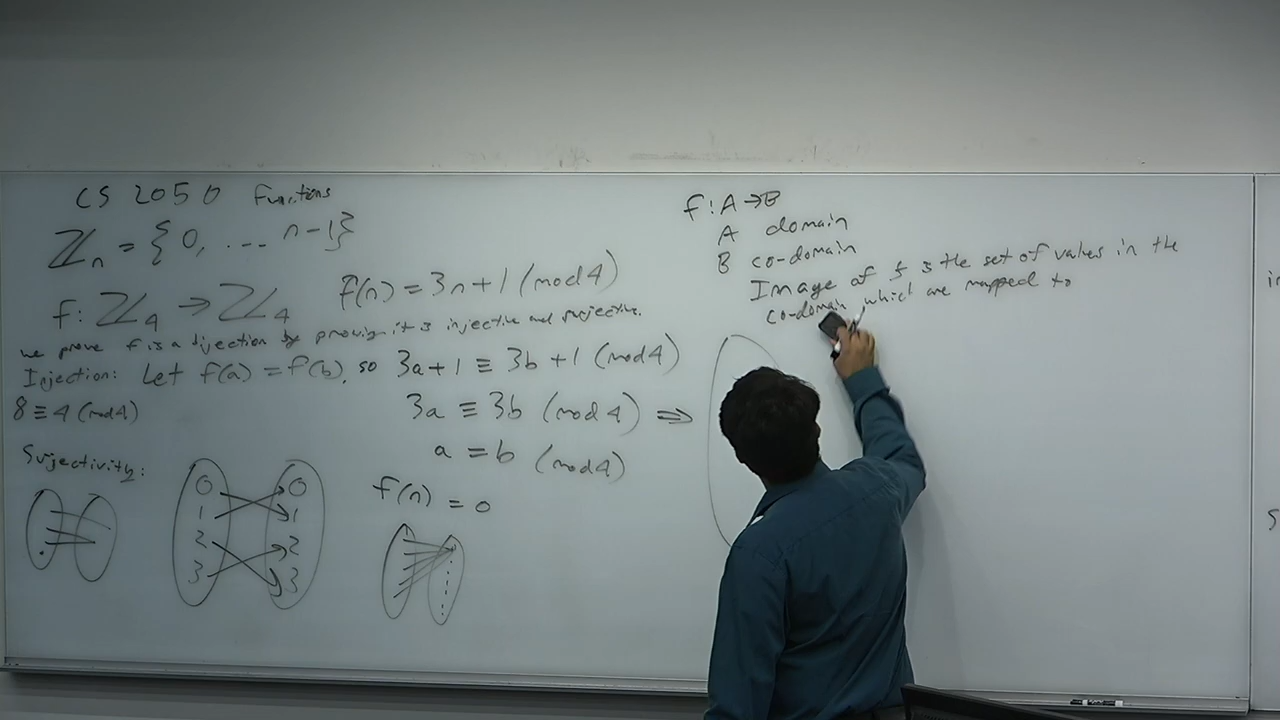 CS 2050 Functions
ℤn = {0, ... n-1}
f: ℤ4 → ℤ4
f(n) = 3n+1 (mod 4)
we prove f is a bijection by proving it is injective and surjective.
Injection: Let f(a) = f(b), so 3a+1 ≡ 3b+1 (mod 4)
8 ≡ 4 (mod 4)
3a ≡ 3b (mod 4) ⇒
a = b (mod 4)
Surjectivity:
0 0
1 1
2 2
3 3
f(n) = 0
f: A → B
A domain
B co-domain
Image of f is the set of values in the
co-domain which are mapped to